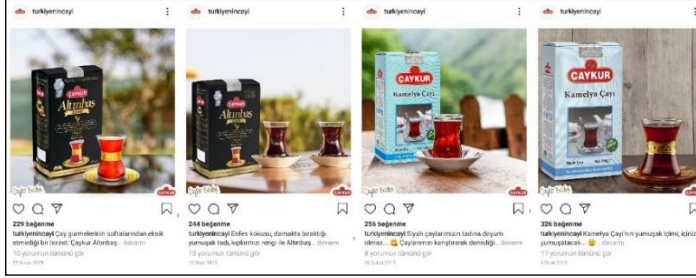 turkiyenincayi
ÇAYKUR
Altınbaş
229 beğenme
turkiyenincayi Çay gurmelerinin sofralarından eksik
etmediği bir lezzet. Çaykur Altınbaş... devamı
10 yorumun tümünü gör
turkiyenincayi
ÇAYKUR
Altınbaş
244 beğenme
turkiyenincayi Enfes kokusu, damakta bıraktığı
yumuşak tadı, kıpkırmızı rengi ile Altınbaş... devamı
13 yorumun tümünü gör
turkiyenincayi
ÇAYKUR
Kamelya Çayı
256 beğenme
turkiyenincayi Siyah çaylarımızın tadına doyum
olmaz... Çaylarınızı karıştırarak denediği.. devamı
8 yorumun tümünü gör
turkiyenincayi
ÇAYKUR
Kamelya Çayı
326 beğenme
turkiyenincayi Kamelya Çayı'nın yumuşak içimi, içiniz
yumuşatacak... devamı
17 yorumun tümünü gör